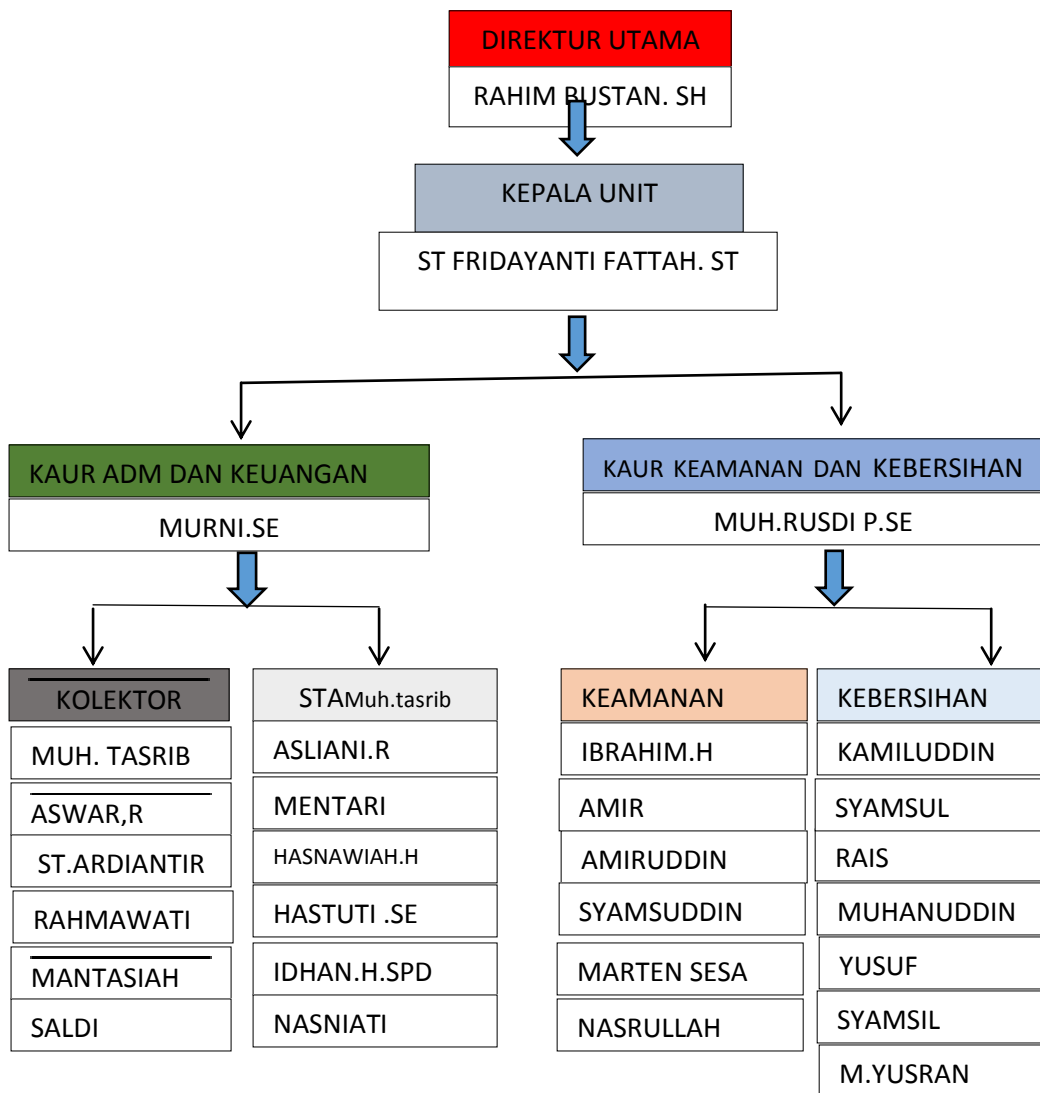 DIREKTUR UTAMA
RAHIM BUSTAN. SH
KEPALA UNIT
ST FRIDAYANTI FATTAH. ST
KAUR ADM DAN KEUANGAN
MURNI.SE
KAUR KEAMANAN DAN KEBERSIHAN
MUH.RUSDI P.SE
KOLEKTOR
MUH. TASRIB
ASWAR,R
ST.ARDIANTIR
RAHMAWATI
MANTASIAH
SALDI
STAMuh.tasrib
ASLIANI.R
MENTARI
HASNAWIAH.H
HASTUTI .SE
IDHAN.H.SPD
NASNIATI
KEAMANAN
IBRAHIM.H
AMIR
AMIRUDDIN
SYAMSUDDIN
MARTEN SESA
NASRULLAH
KEBERSIHAN
KAMILUDDIN
SYAMSUL
RAIS
MUHANUDDIN
YUSUF
SYAMSIL
M.YUSRAN